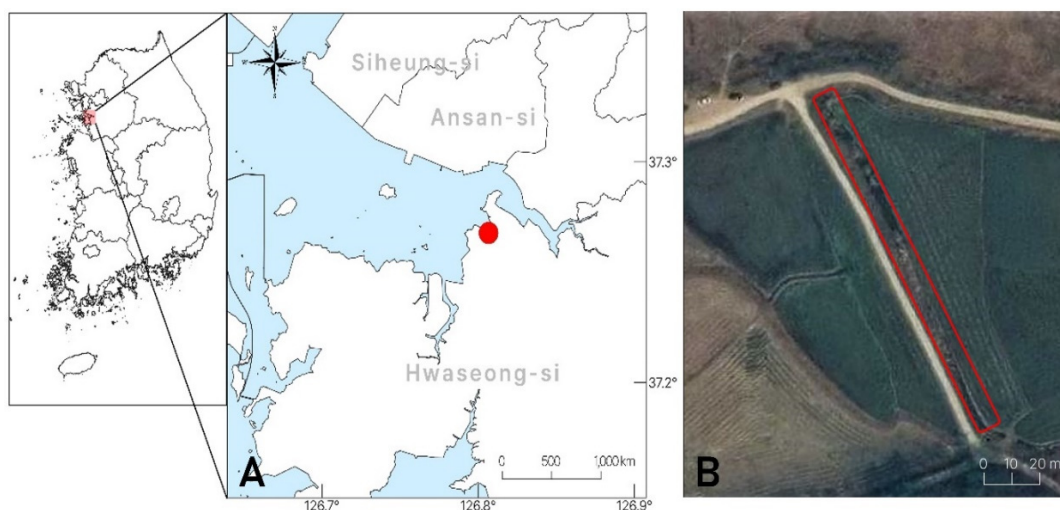 Siheung-si
Ansan-si
37.3°
Hwaseong-si
37.2°
0 500 1,000 km
A
126.7° 126.8° 126.9°
B
0 10 20 m